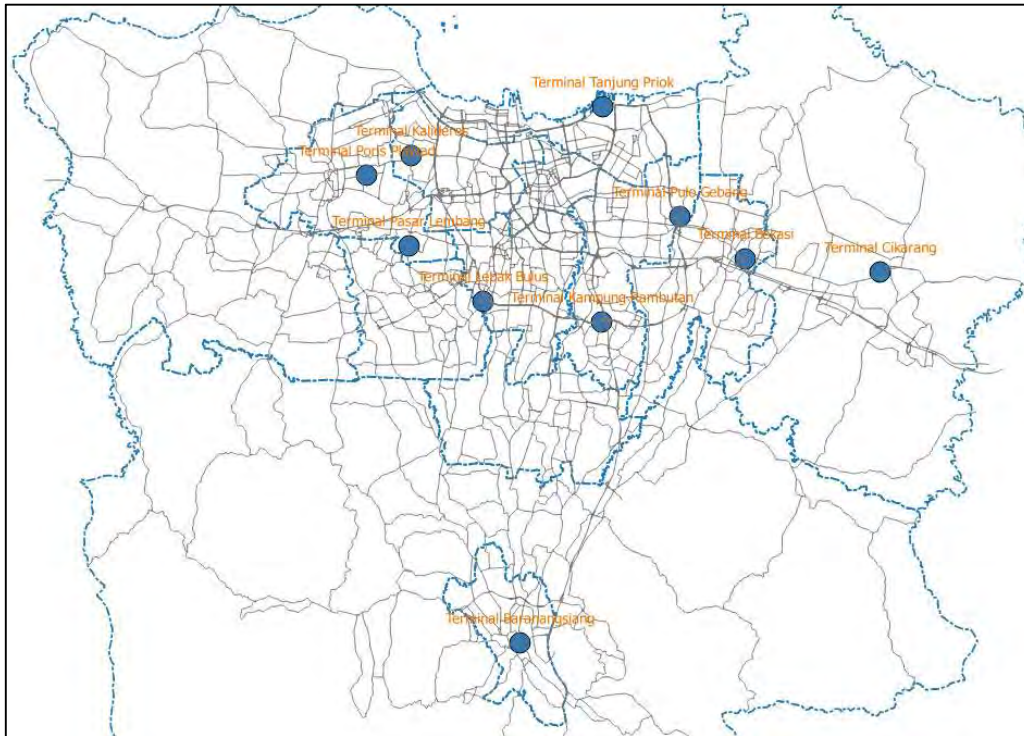 Terminal Tanjung Priok
Terminal Kalideres
Terminal Poris Plawad
Terminal Pulo Gebang
Terminal Pasar Lembang
Terminal Bekasi
Terminal Cikarang
Terminal Lebak Bulus
Terminal Kampung Rambutan
Terminal Baranangsiang